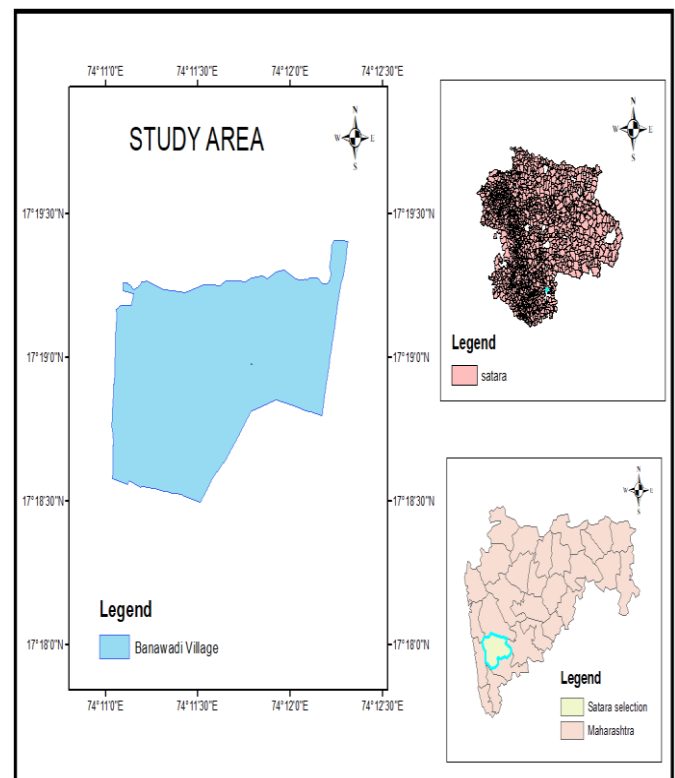 74°11'0"E 74°11'30"E 74°12'0"E 74°12'30"E
STUDY AREA
N
W E
S
17°19'30"N 17°19'30"N
17°19'0"N 17°19'0"N
17°18'30"N 17°18'30"N
17°18'0"N 17°18'0"N
Legend
Banawadi Village
74°11'0"E 74°11'30"E 74°12'0"E 74°12'30"E
N
W E
S
Legend
satara
N
W E
S
Legend
Satara selection
Maharashtra